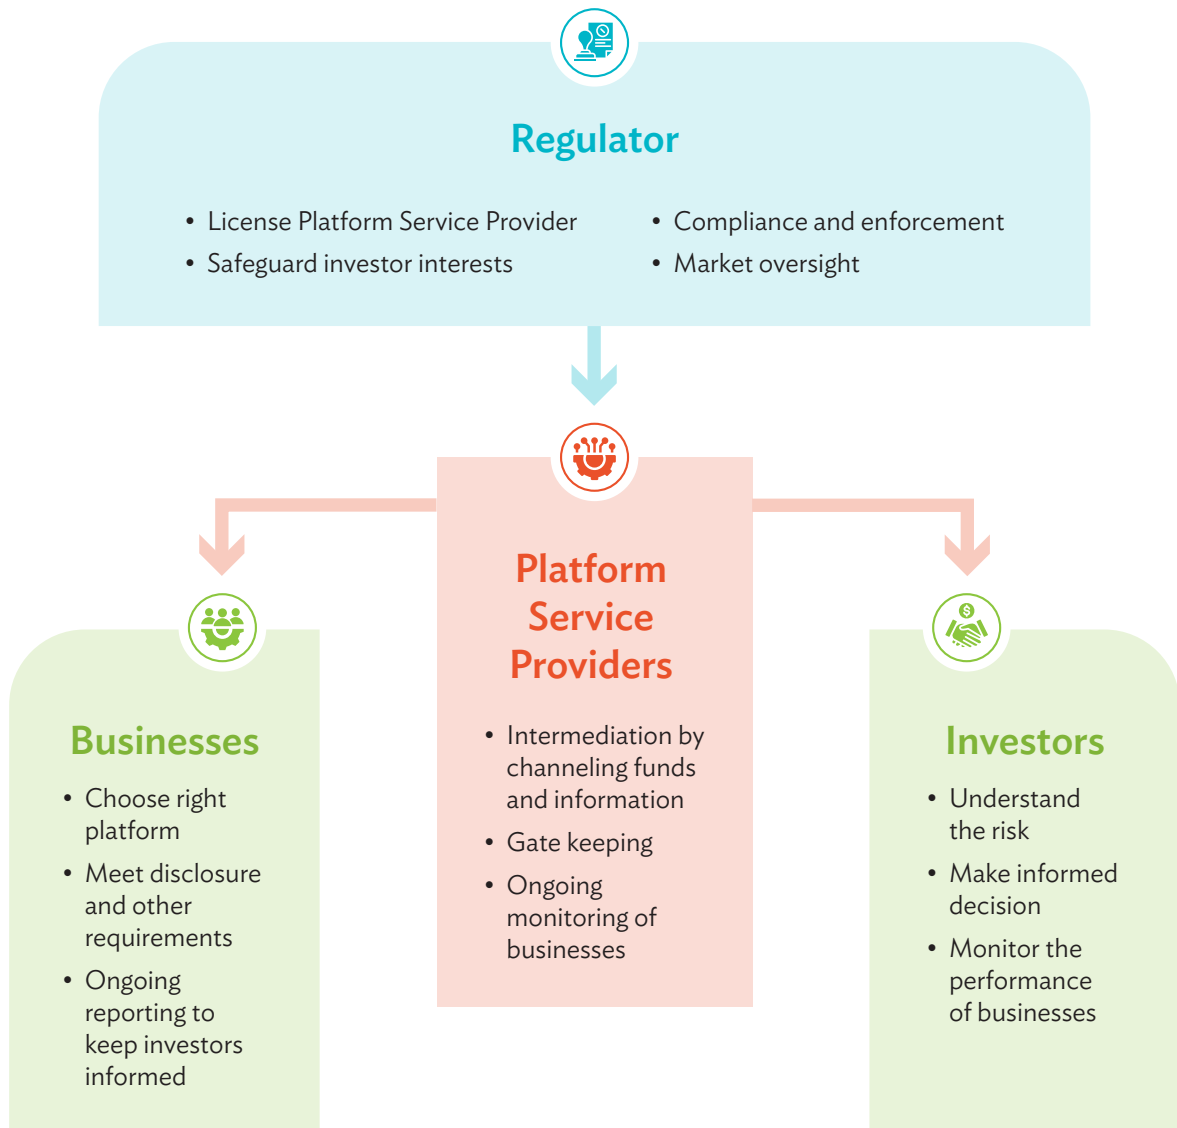 Regulator
• License Platform Service Provider
• Safeguard investor interests
• Compliance and enforcement
• Market oversight
Platform
Service
Providers
• Intermediation by
channeling funds
and information
• Gate keeping
• Ongoing
monitoring of
businesses
Businesses
• Choose right
platform
• Meet disclosure
and other
requirements
• Ongoing
reporting to
keep investors
informed
$
Investors
• Understand
the risk
• Make informed
decision
• Monitor the
performance
of businesses